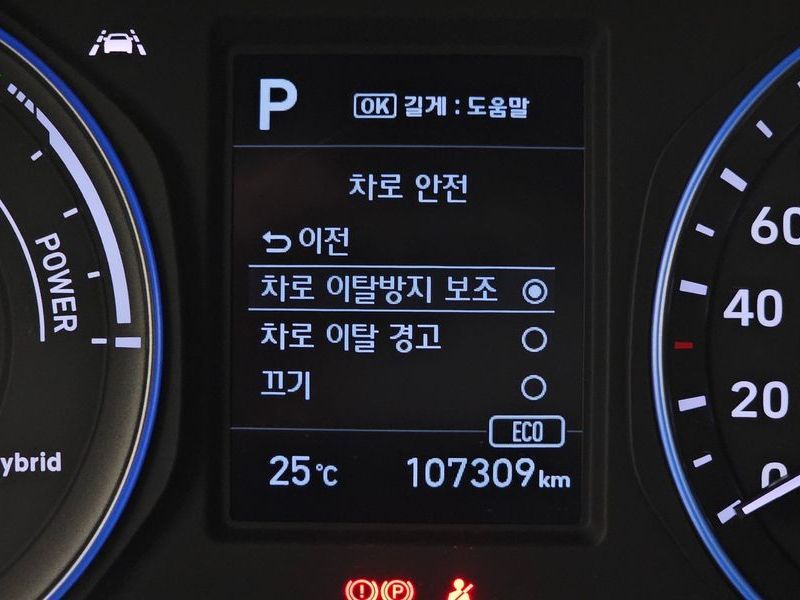 P
OK 길게 : 도움말
차로 안전
이전
차로 이탈방지 보조
차로 이탈 경고
끄기
ECO
25℃ 107309km
POWER
ybrid
60
40
20
0
P